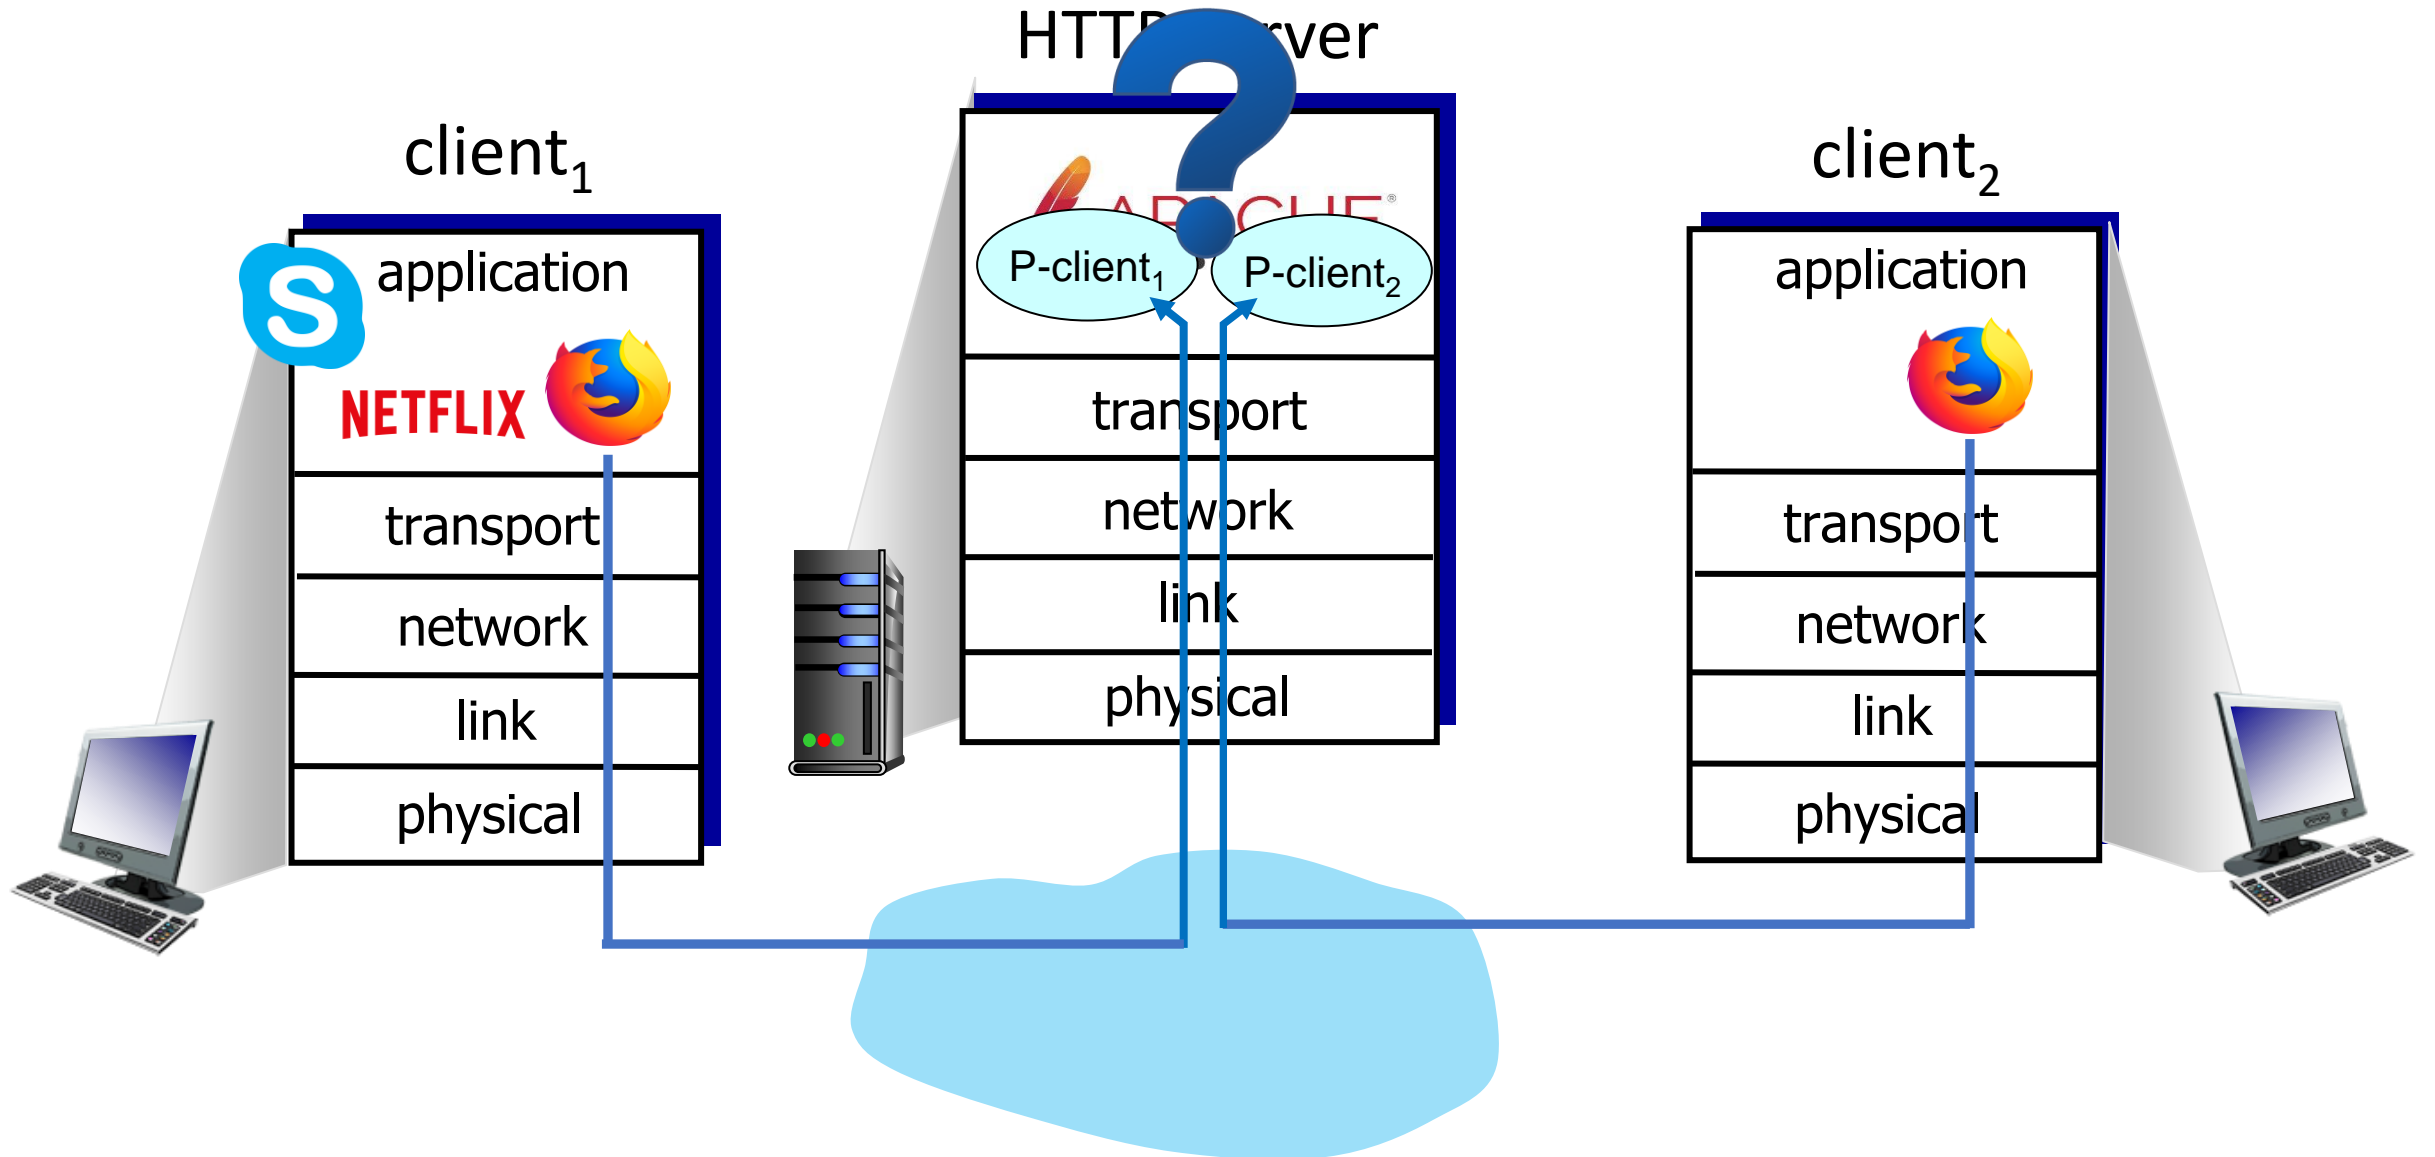 HTTP server
client₁
application
NETFLIX
transport
network
link
physical
APACHE®
P-client₁
P-client₂
transport
network
link
physical
client₂
application
transport
network
link
physical